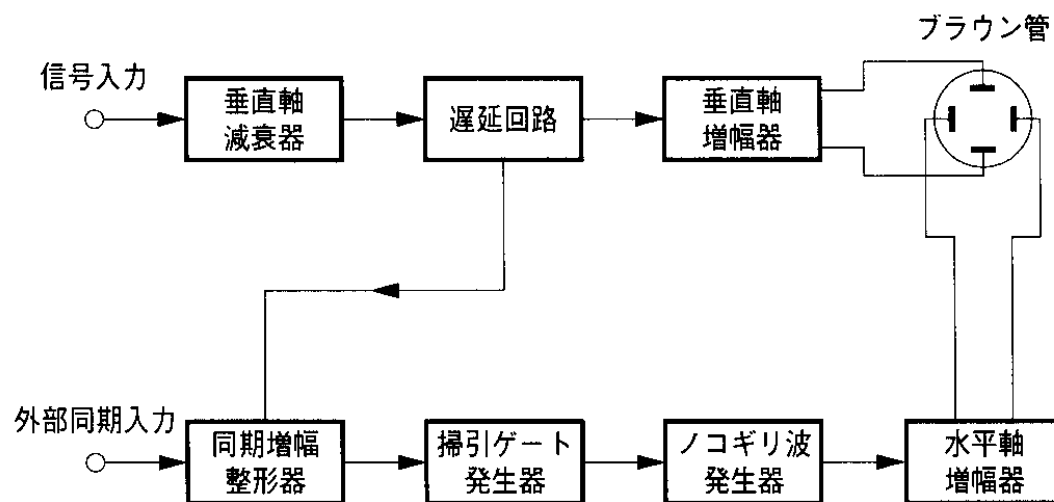 ブラウン管
信号入力
垂直軸
減衰器
遅延回路
垂直軸
増幅器
外部同期入力
同期増幅
整形器
掃引ゲート
発生器
ノコギリ波
発生器
水平軸
増幅器